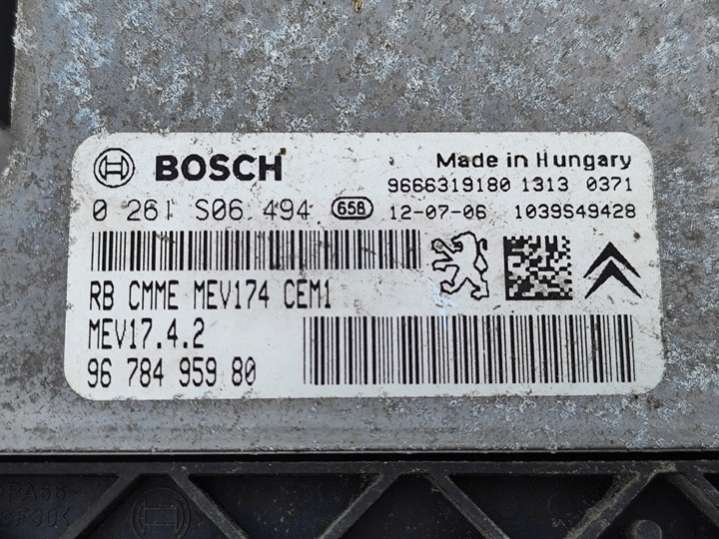 BOSCH
Made in Hungary
9666319180 1313 0371
0 261 S06 494 658 12-07-06 1039S49428
RB CMME MEV174 CEM1
MEV17.4.2
96 784 959 80